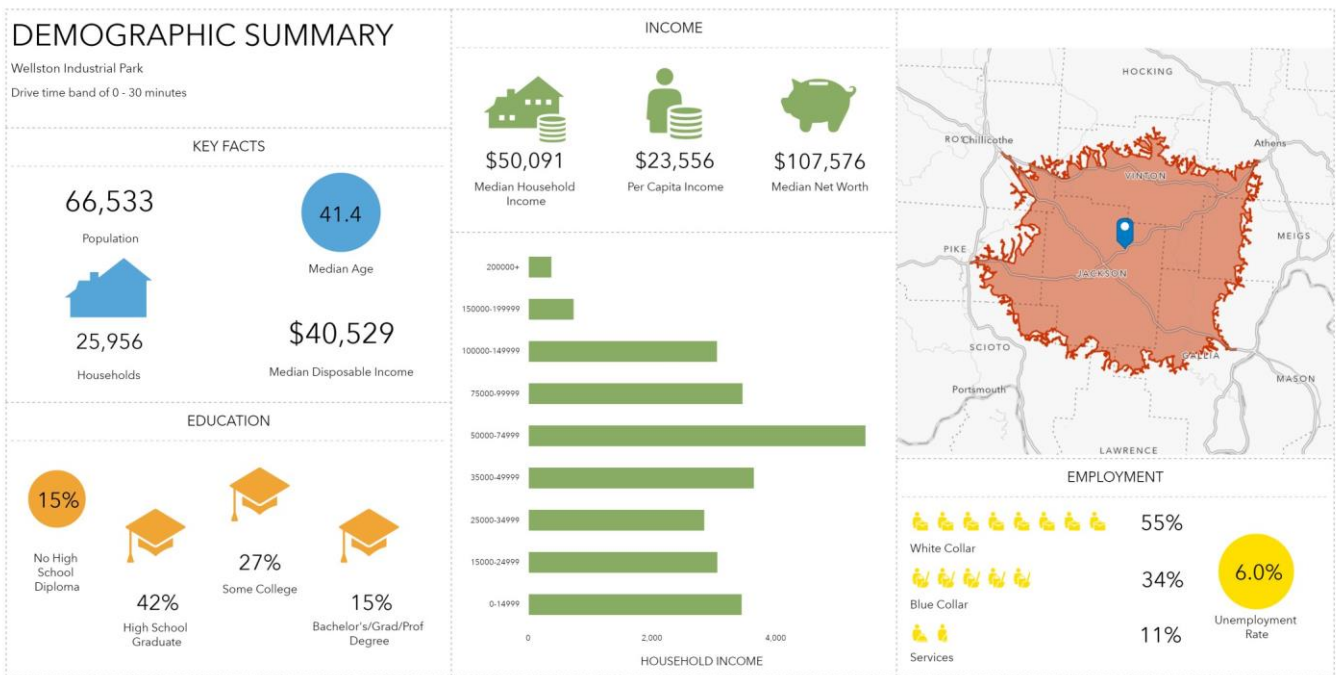 DEMOGRAPHIC SUMMARY
Wellston Industrial Park
Drive time band of 0 - 30 minutes
KEY FACTS
66,533
Population
41.4
Median Age
25,956
Households
$40,529
Median Disposable Income
EDUCATION
15%
No High
School
Diploma
42%
High School
Graduate
27%
Some College
15%
Bachelor's/Grad/Prof
Degree
INCOME
$50,091
Median Household
Income
$23,556
Per Capita Income
$107,576
Median Net Worth
200000+
150000-199999
100000-149999
75000-99999
50000-74999
35000-49999
25000-34999
15000-24999
0-14999
0
2,000
4,000
HOUSEHOLD INCOME
HOCKING
Chillicothe
Athens
VINTON
PIKE
MEIGS
JACKSON
SCIOTO
GALLIA
MASON
Portsmouth
LAWRENCE
EMPLOYMENT
55%
White Collar
34%
Blue Collar
11%
Services
6.0%
Unemployment
Rate